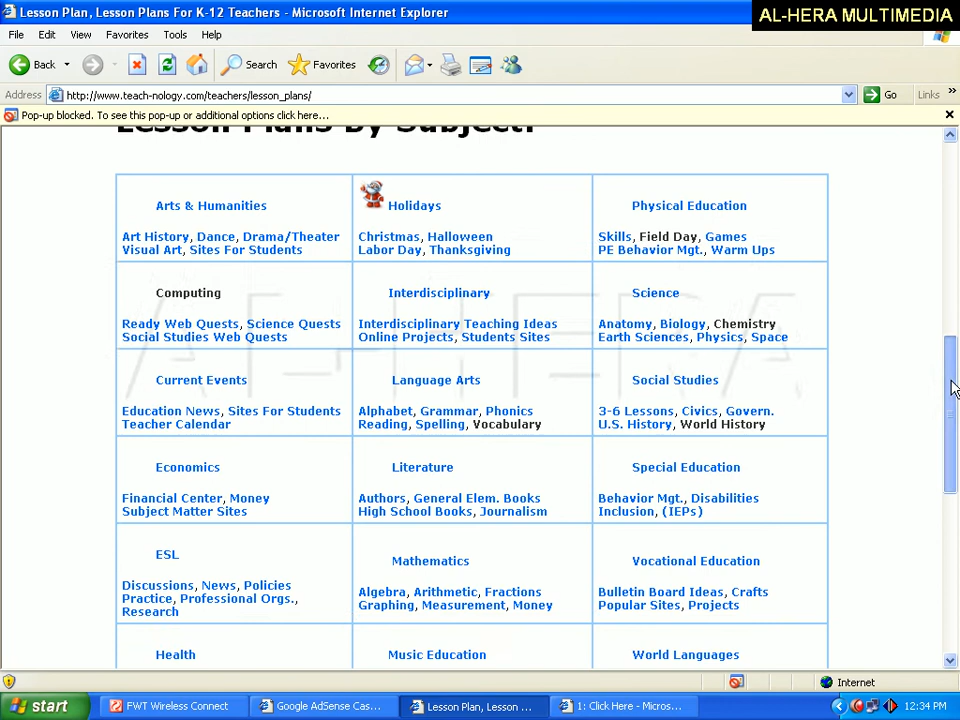 Lesson Plan, Lesson Plans For K-12 Teachers - Microsoft Internet Explorer
AL-HERA MULTIMEDIA
File Edit View Favorites Tools Help
Back Search Favorites
Address http://www.teach-nology.com/teachers/lesson_plans/ Go Links »
Pop-up blocked. To see this pop-up or additional options click here...
Lesson Plans By Subject:
Arts & Humanities
Art History, Dance, Drama/Theater
Visual Art, Sites For Students
Holidays
Christmas, Halloween
Labor Day, Thanksgiving
Physical Education
Skills, Field Day, Games
PE Behavior Mgt., Warm Ups
Computing
Ready Web Quests, Science Quests
Social Studies Web Quests
Interdisciplinary
Interdisciplinary Teaching Ideas
Online Projects, Students Sites
Science
Anatomy, Biology, Chemistry
Earth Sciences, Physics, Space
Current Events
Education News, Sites For Students
Teacher Calendar
Language Arts
Alphabet, Grammar, Phonics
Reading, Spelling, Vocabulary
Social Studies
3-6 Lessons, Civics, Govern.
U.S. History, World History
Economics
Financial Center, Money
Subject Matter Sites
Literature
Authors, General Elem. Books
High School Books, Journalism
Special Education
Behavior Mgt., Disabilities
Inclusion, (IEPs)
ESL
Discussions, News, Policies
Practice, Professional Orgs.,
Research
Mathematics
Algebra, Arithmetic, Fractions
Graphing, Measurement, Money
Vocational Education
Bulletin Board Ideas, Crafts
Popular Sites, Projects
Health
Music Education
World Languages
AL-HERA
Internet
start FWT Wireless Connect Google AdSense Cas... Lesson Plan, Lesson ... 1: Click Here - Micros... 12:34 PM